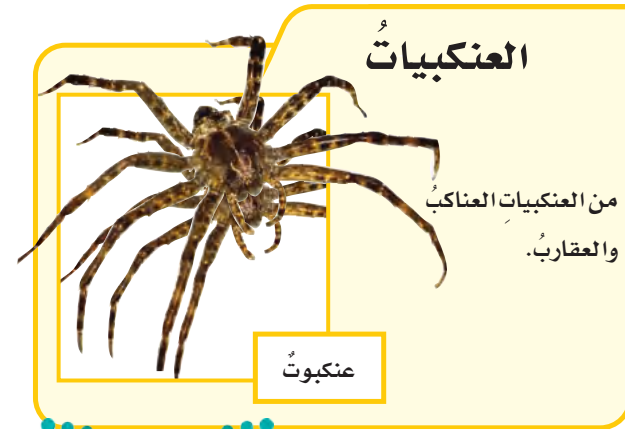 العنكبياتُ
من العنكبياتِ العناكبُ
والعقاربُ.
عنكبوتٌ